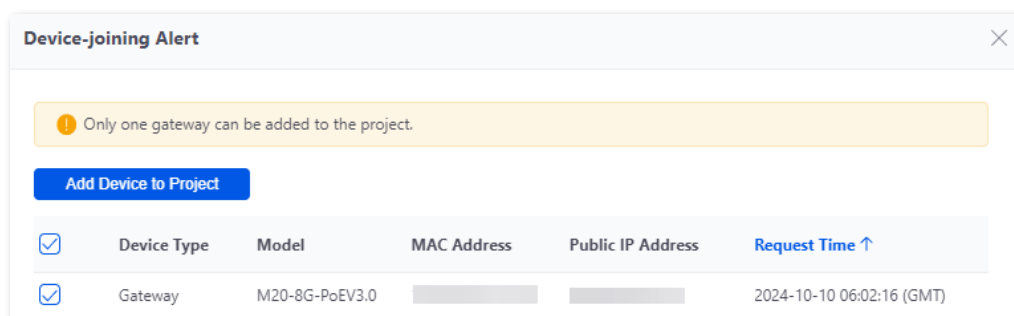 Device-joining Alert
Only one gateway can be added to the project.
Add Device to Project
Device Type Model MAC Address Public IP Address Request Time ↑
Gateway M20-8G-PoEV3.0 2024-10-10 06:02:16 (GMT)